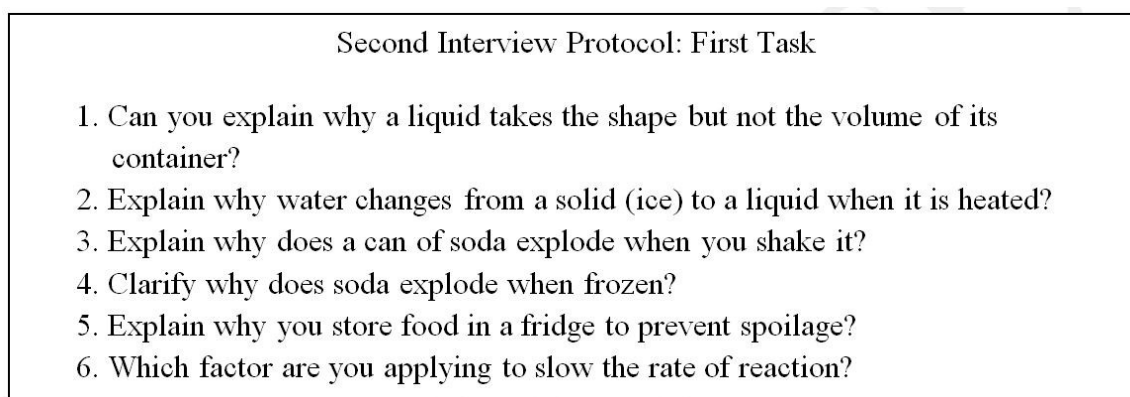 Second Interview Protocol: First Task
1. Can you explain why a liquid takes the shape but not the volume of its
container?
2. Explain why water changes from a solid (ice) to a liquid when it is heated?
3. Explain why does a can of soda explode when you shake it?
4. Clarify why does soda explode when frozen?
5. Explain why you store food in a fridge to prevent spoilage?
6. Which factor are you applying to slow the rate of reaction?